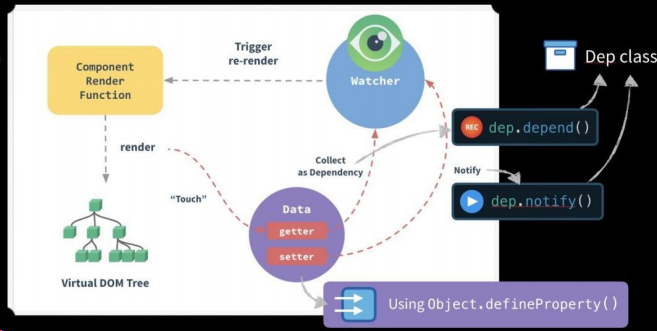 Component
Render
Function
Trigger
re-render
Watcher
Dep class
REC
dep.depend()
render
Collect
as Dependency
Notify
dep.notify()
"Touch"
Data
getter
setter
Virtual DOM Tree
Using Object.defineProperty()